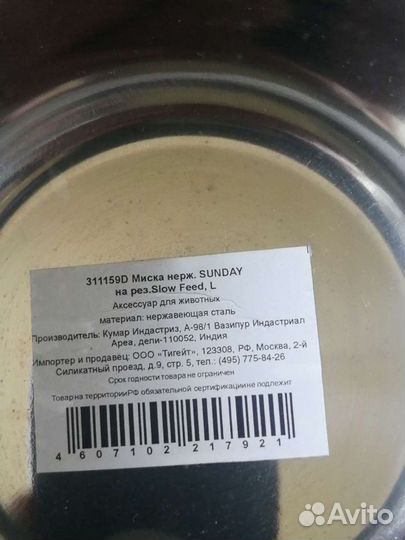 311159D Миска нерж. SUNDAY
на рез.Slow Feed, L
Аксессуар для животных
материал: нержавеющая сталь
Производитель: Кумар Индастриз, А-98/1 Вазипур Индастриал
Ареа, дели-110052, Индия
Импортер и продавец: ООО «Тигейт», 123308, РФ, Москва, 2-й
Силикатный проезд, д.9, стр. 5, тел.: (495) 775-84-26
Срок годности товара не ограничен
Товар на территории РФ обязательной сертификации не подлежит
4 607102 217921
Avito